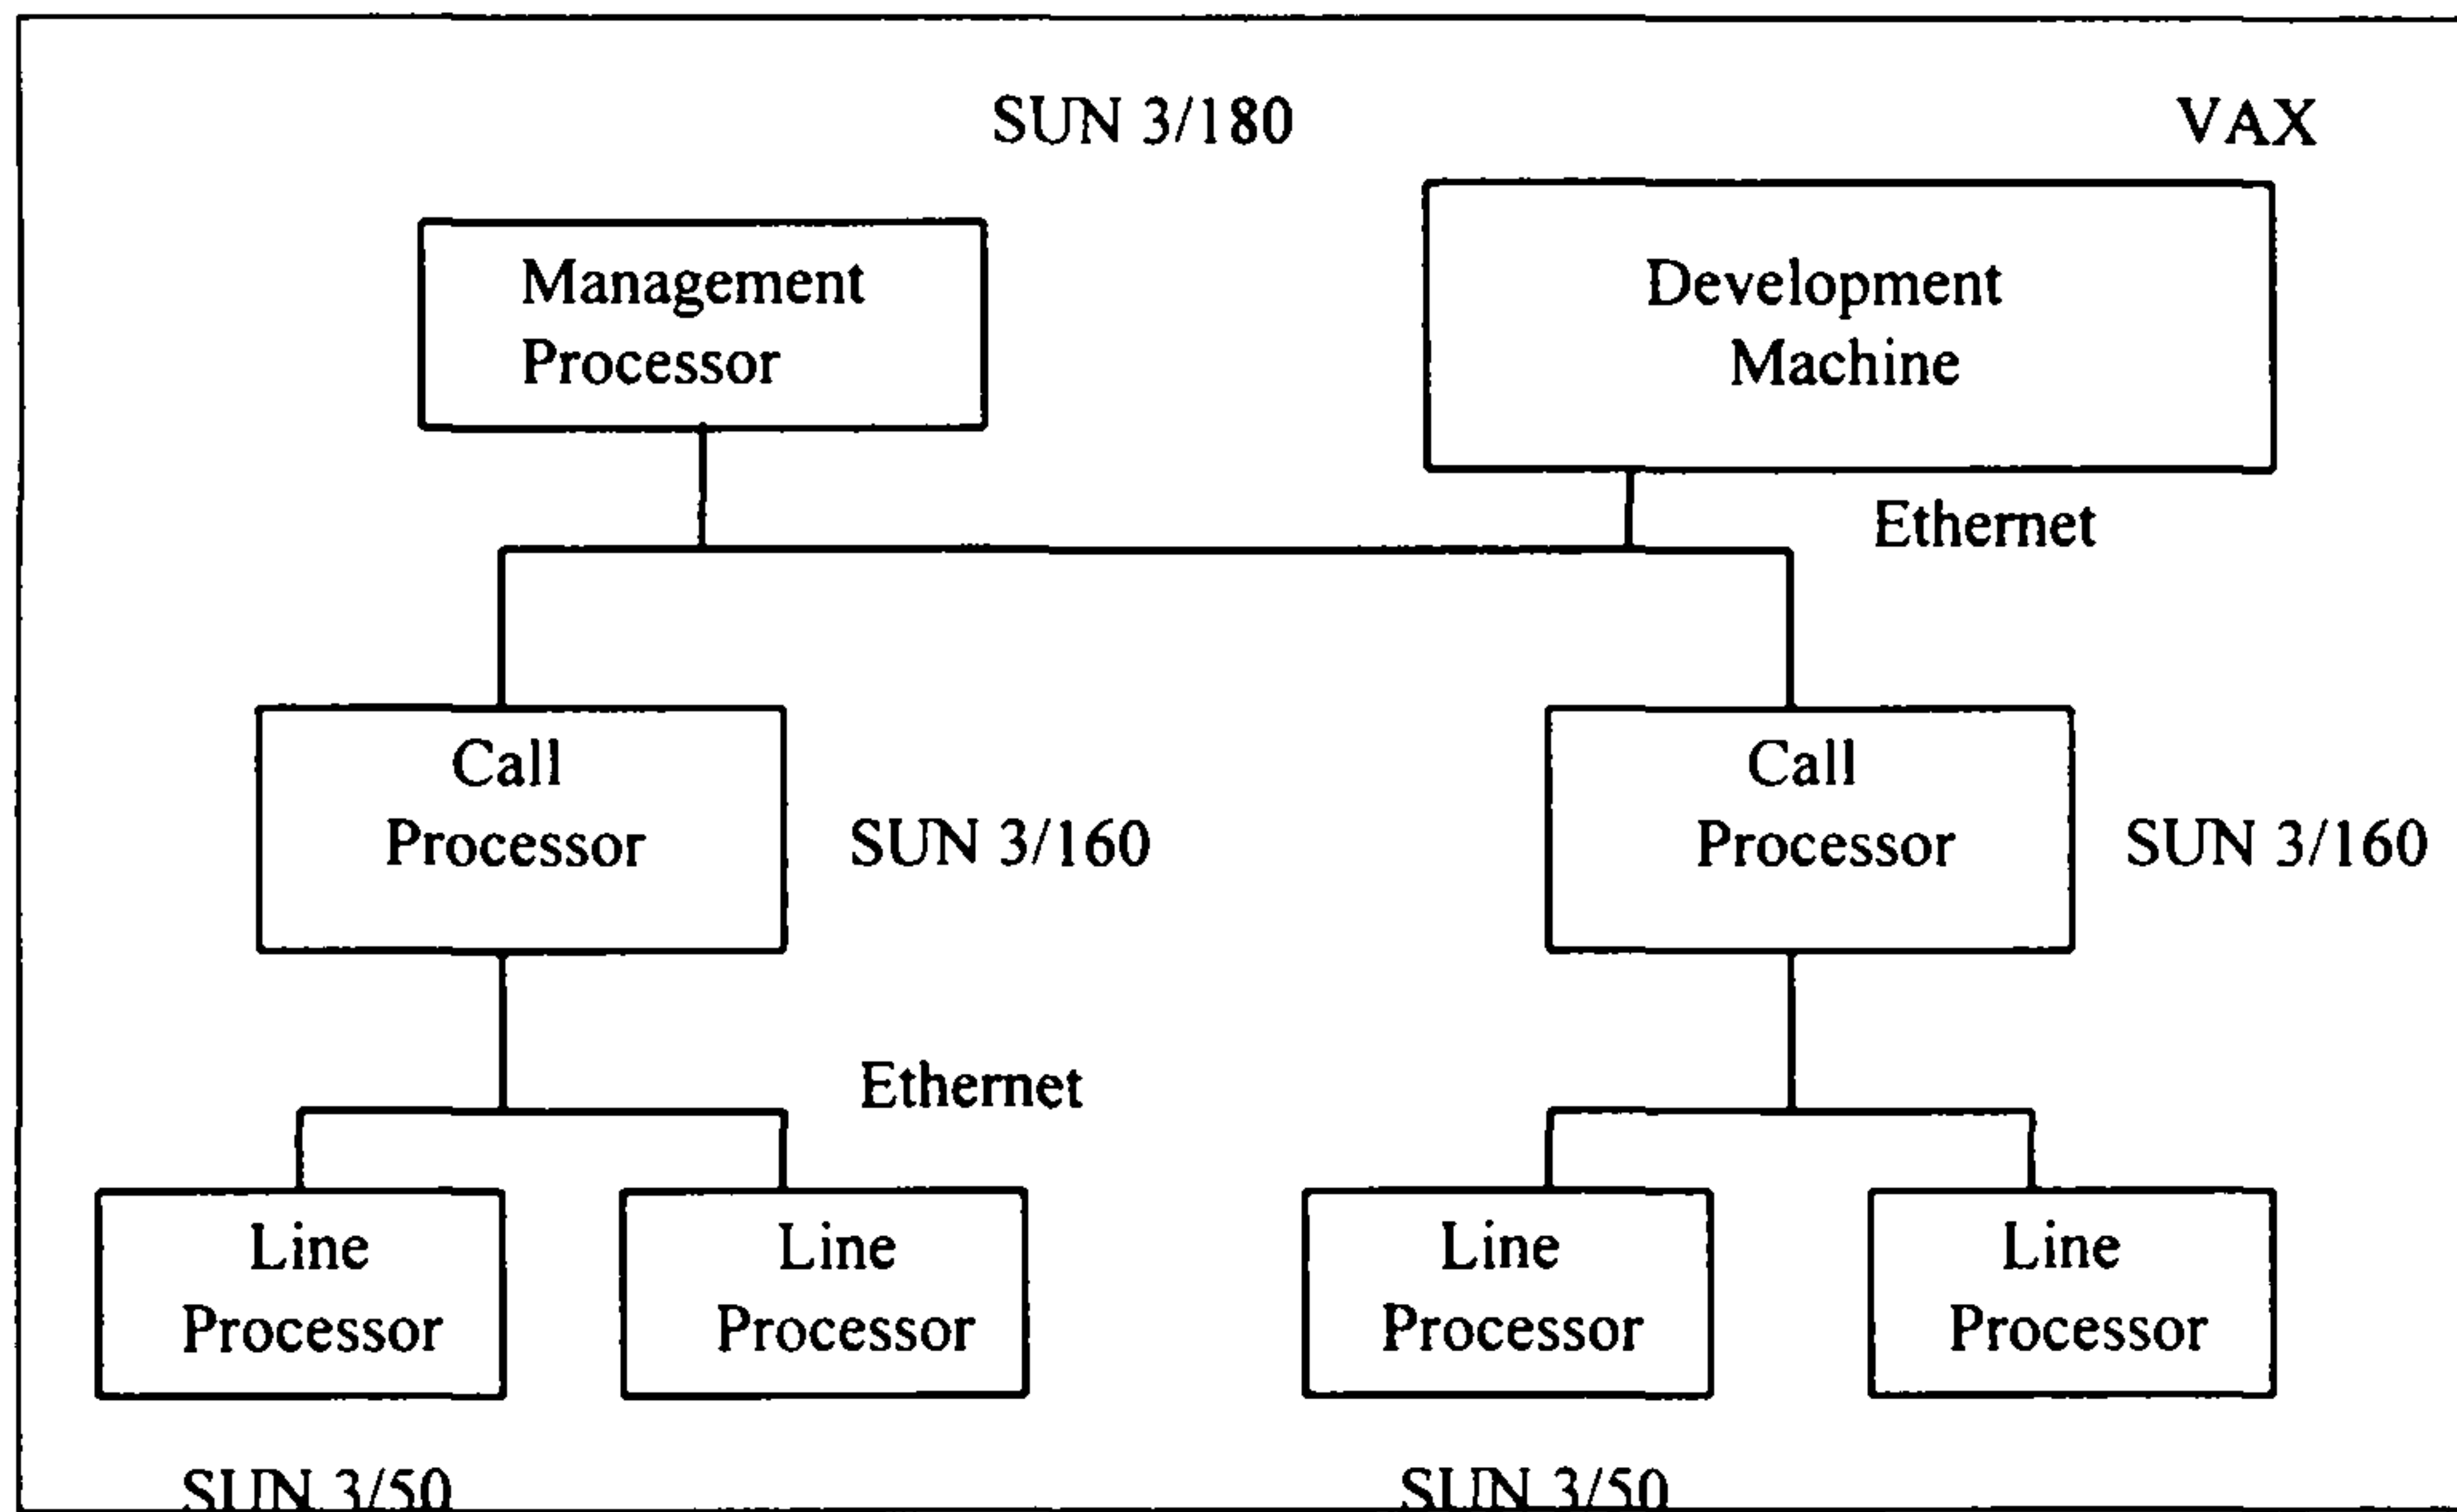 SUN 3/180
VAX
Management
Processor
Development
Machine
Ethernet
Call
Processor
SUN 3/160
Call
Processor
SUN 3/160
Ethernet
Line
Processor
Line
Processor
Line
Processor
Line
Processor
SUN 3/50
SUN 3/50